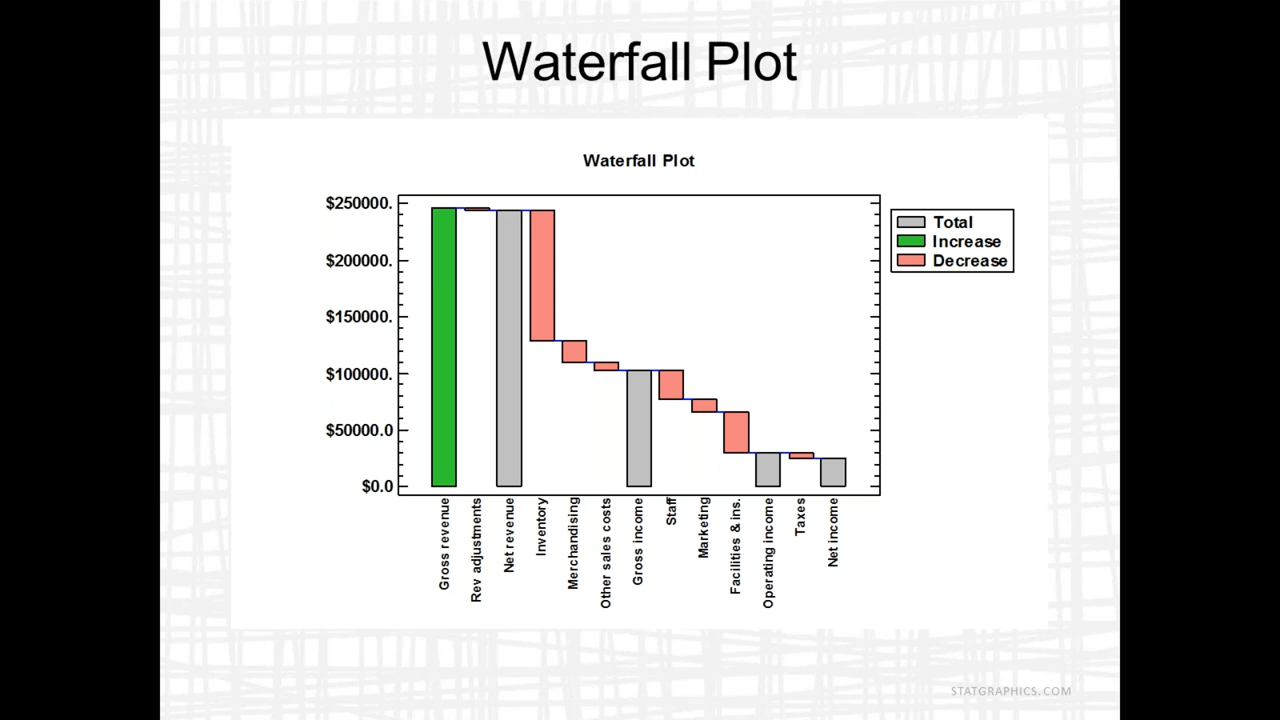 Waterfall Plot
Waterfall Plot
$250000.
$200000.
$150000.
$100000.
$50000.0
$0.0
Total
Increase
Decrease
Gross revenue
Rev adjustments
Net revenue
Inventory
Merchandising
Other sales costs
Gross income
Staff
Marketing
Facilities & ins.
Operating income
Taxes
Net income
STATGRAPHICS.COM